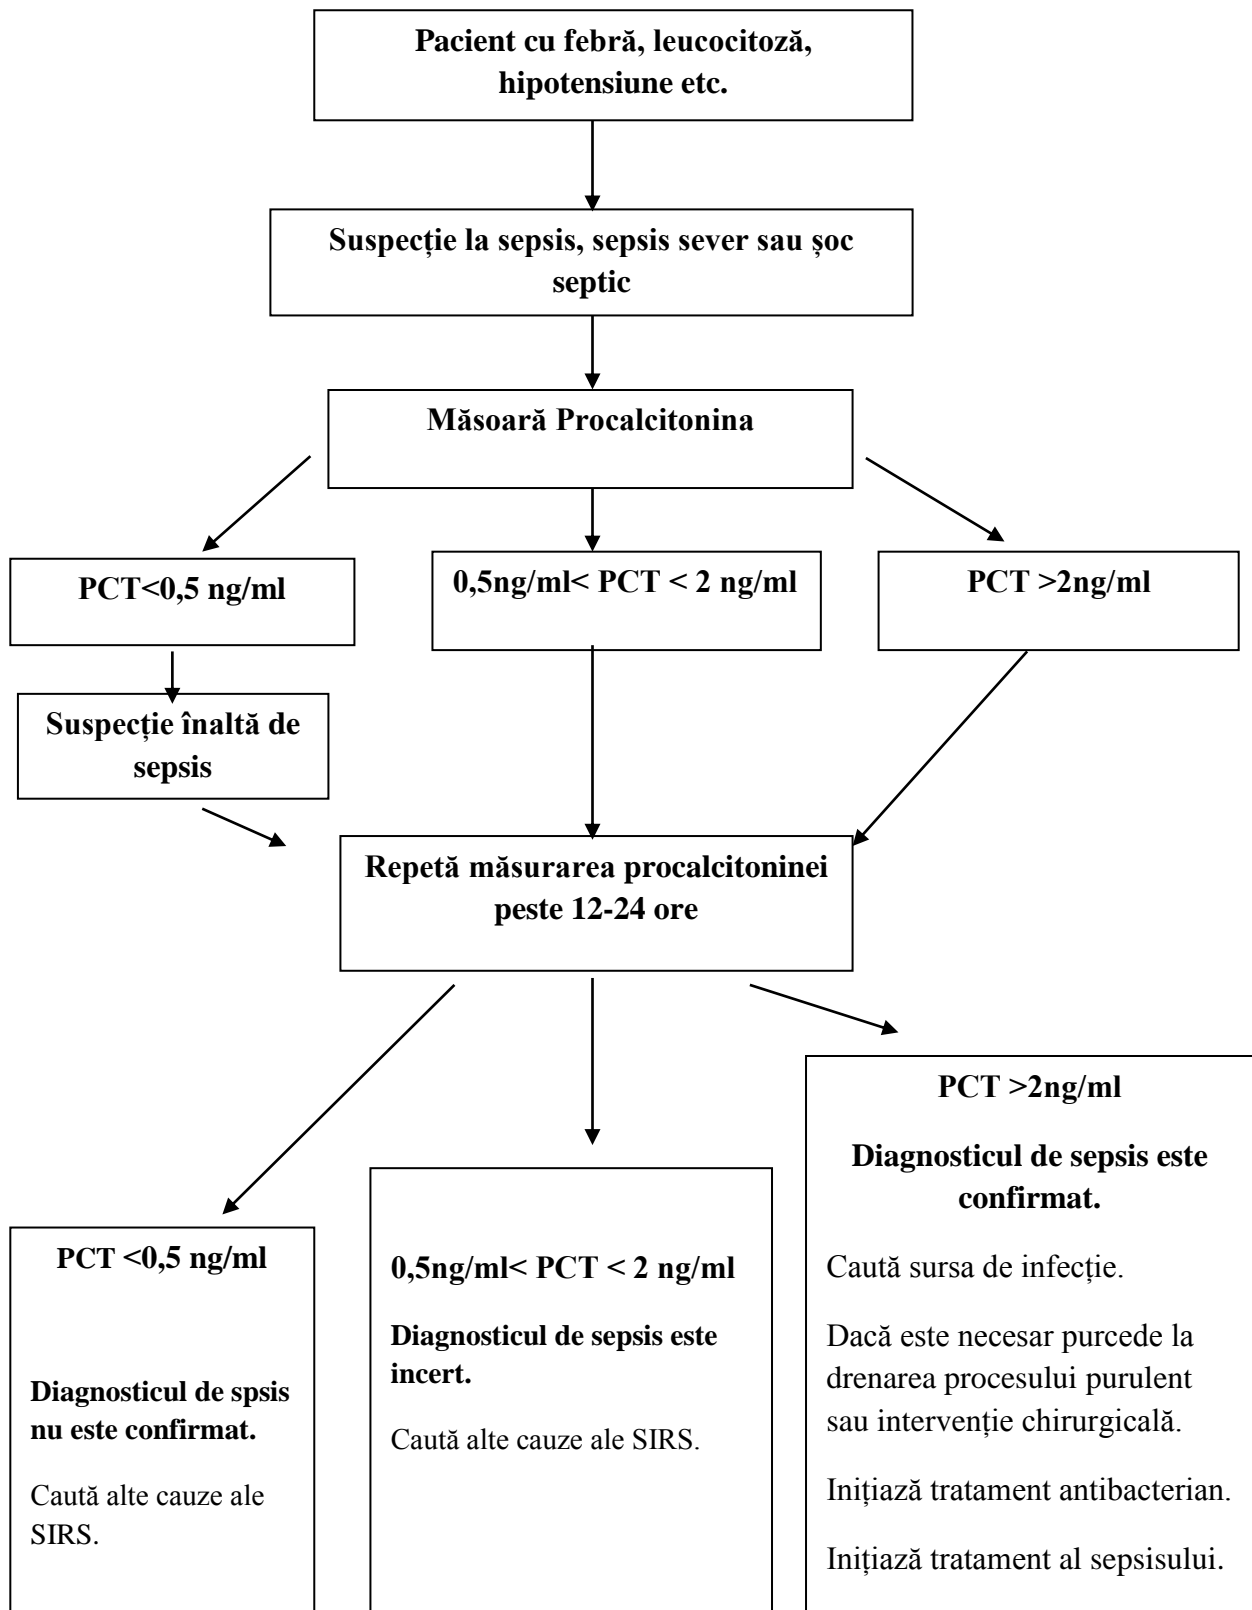 Pacient cu febră, leucocitoză,
hipotensiune etc.
Suspecție la sepsis, sepsis sever sau șoc
septic
Măsoară Procalcitonina
PCT<0,5 ng/ml
0,5ng/ml< PCT < 2 ng/ml
PCT >2ng/ml
Suspecție înaltă de
sepsis
Repetă măsurarea procalcitoninei
peste 12-24 ore
PCT <0,5 ng/ml
Diagnosticul de spsis
nu este confirmat.
Caută alte cauze ale
SIRS.
0,5ng/ml< PCT < 2 ng/ml
Diagnosticul de sepsis este
incert.
Caută alte cauze ale SIRS.
PCT >2ng/ml
Diagnosticul de sepsis este
confirmat.
Caută sursa de infecție.
Dacă este necesar purcede la
drenarea procesului purulent
sau intervenție chirurgicală.
Inițiază tratament antibacterian.
Inițiază tratament al sepsisului.